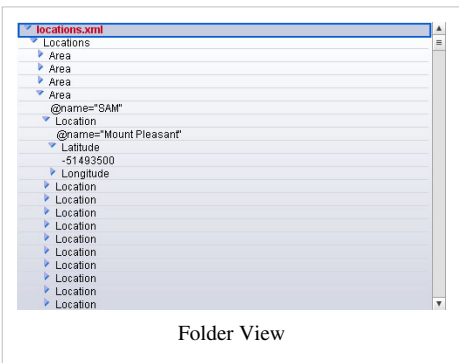 locations.xml
Locations
Area
Area
Area
Area
@name="SAM"
Location
@name="Mount Pleasant"
Latitude
-51493500
Longitude
Location
Location
Location
Location
Location
Location
Location
Location
Location
Location
Folder View